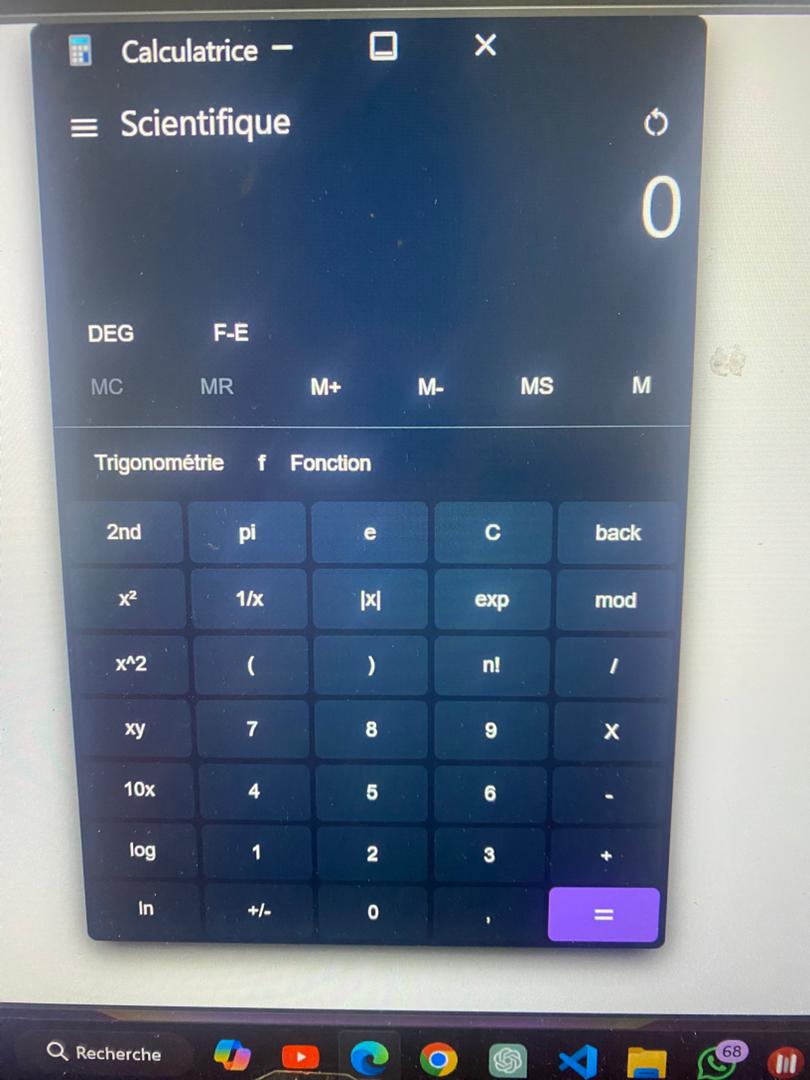 Calculatrice
Scientifique
0
DEG F-E
MC MR M+ M- MS M
Trigonométrie f Fonction
2nd pi e C back
x² 1/x |x| exp mod
x^2 ( ) n! /
xy 7 8 9 X
10x 4 5 6 -
log 1 2 3 +
ln +/- 0 , =
Recherche 68